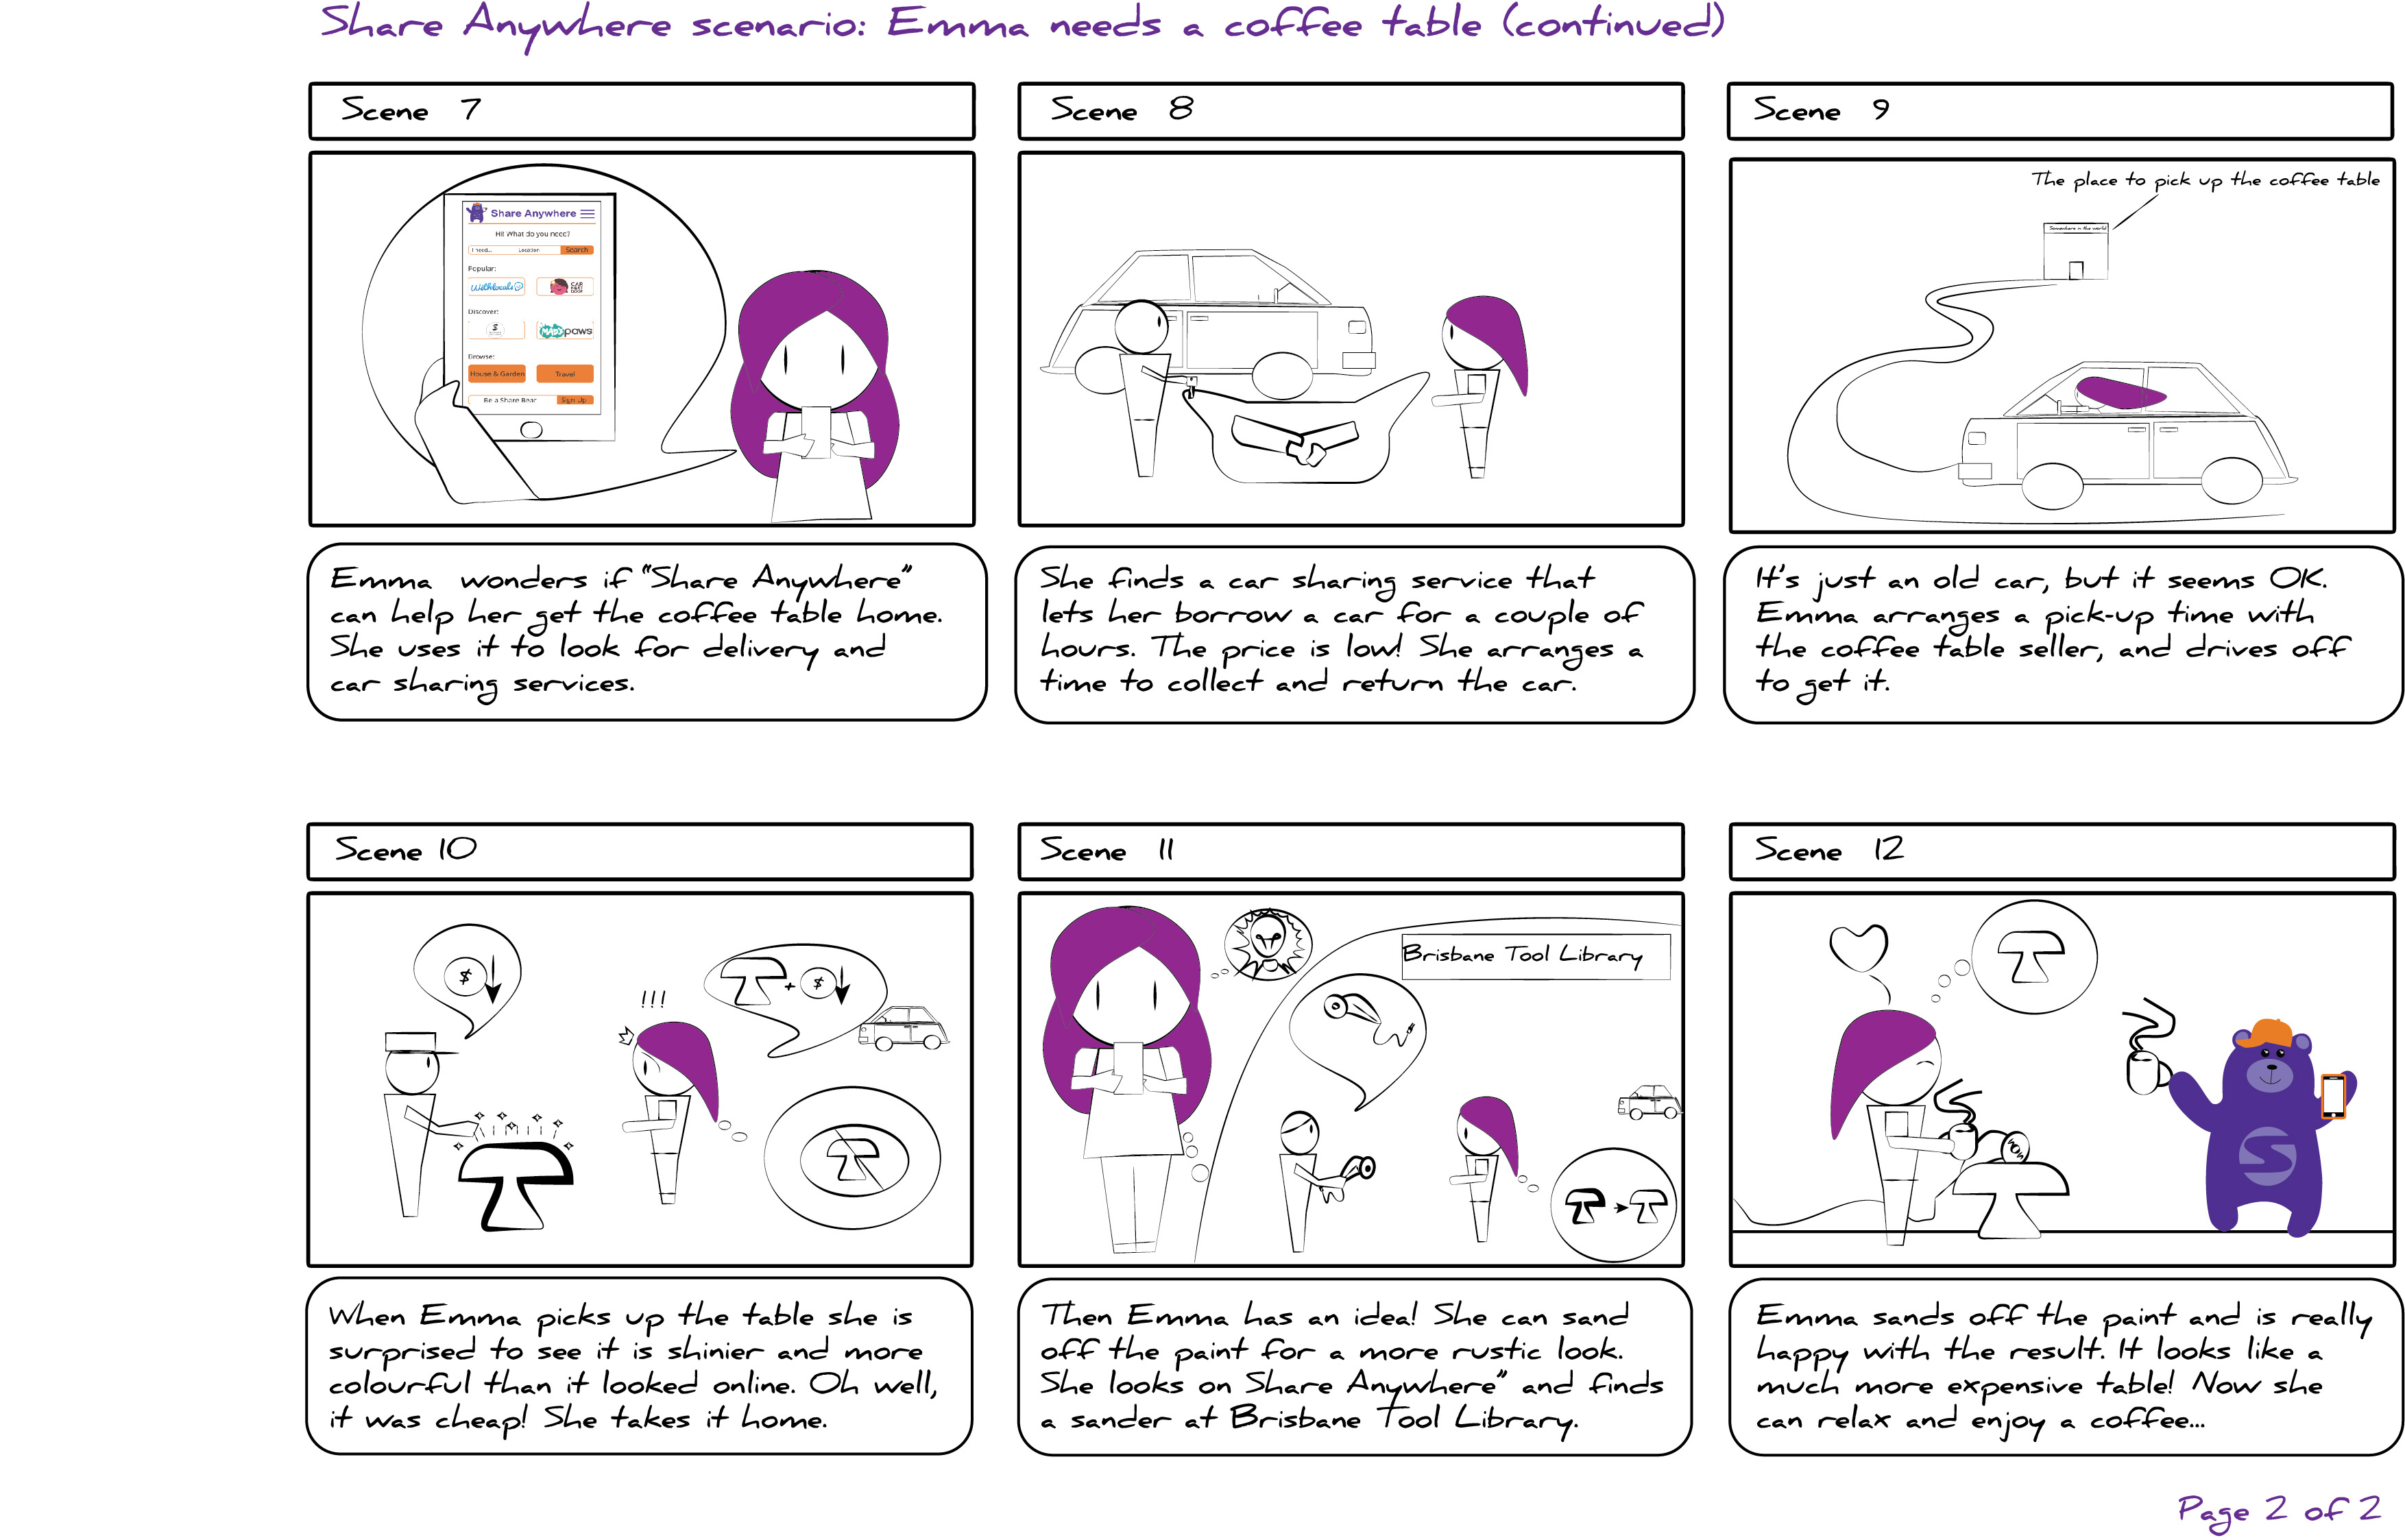 Share Anywhere scenario: Emma needs a coffee table (continued)
Scene 7
Share Anywhere
Hi! What do you need?
I need... Location Search
Popular:
Withlocals
CAR
NEXT
DOOR
Discover:
$
MAD paws
Browse:
House & Garden Travel
Be a Share Bear Sign Up
Emma wonders if "Share Anywhere"
can help her get the coffee table home.
She uses it to look for delivery and
car sharing services.
Scene 8
She finds a car sharing service that
lets her borrow a car for a couple of
hours. The price is low! She arranges a
time to collect and return the car.
Scene 9
The place to pick up the coffee table
Somewhere in the world
It's just an old car, but it seems OK.
Emma arranges a pick-up time with
the coffee table seller, and drives off
to get it.
Scene 10
$
!!!
+ $
When Emma picks up the table she is
surprised to see it is shinier and more
colourful than it looked online. Oh well,
it was cheap! She takes it home.
Scene 11
Brisbane Tool Library
Then Emma has an idea! She can sand
off the paint for a more rustic look.
She looks on Share Anywhere" and finds
a sander at Brisbane Tool Library.
Scene 12
WOW
S
Emma sands off the paint and is really
happy with the result. It looks like a
much more expensive table! Now she
can relax and enjoy a coffee...
Page 2 of 2